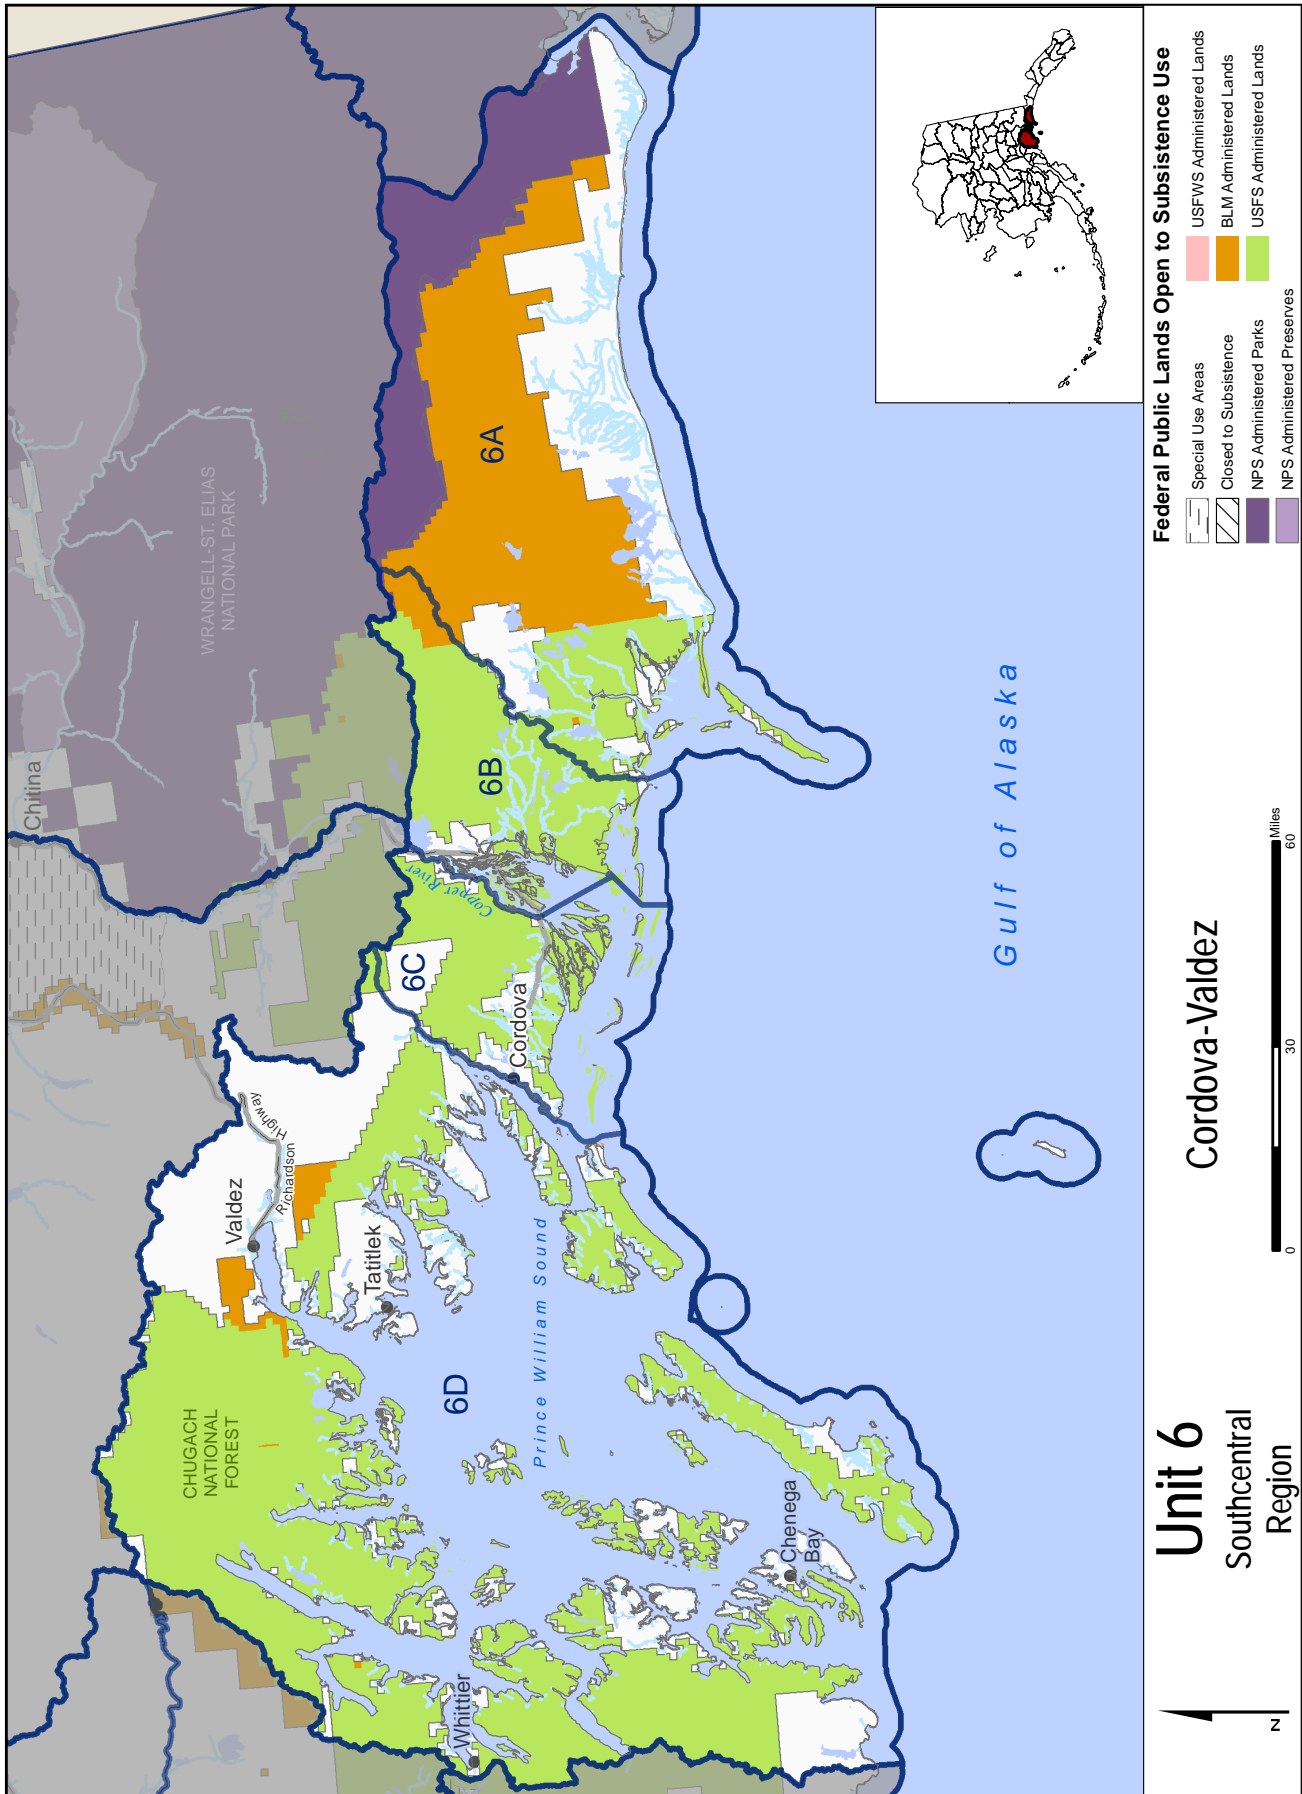 CHUGACH
NATIONAL
FOREST
Valdez
Richardson
Highway
Tatitlek
Whittier
Chenega
Bay
6D
Prince William Sound
Cordova
6C
Copper River
6B
6A
Chitina
WRANGELL-ST. ELIAS
NATIONAL PARK
Gulf of Alaska
Unit 6
Southcentral
Region
Cordova-Valdez
N
0
30
60
Miles
Federal Public Lands Open to Subsistence Use
Special Use Areas
Closed to Subsistence
NPS Administered Parks
NPS Administered Preserves
USFWS Administered Lands
BLM Administered Lands
USFS Administered Lands